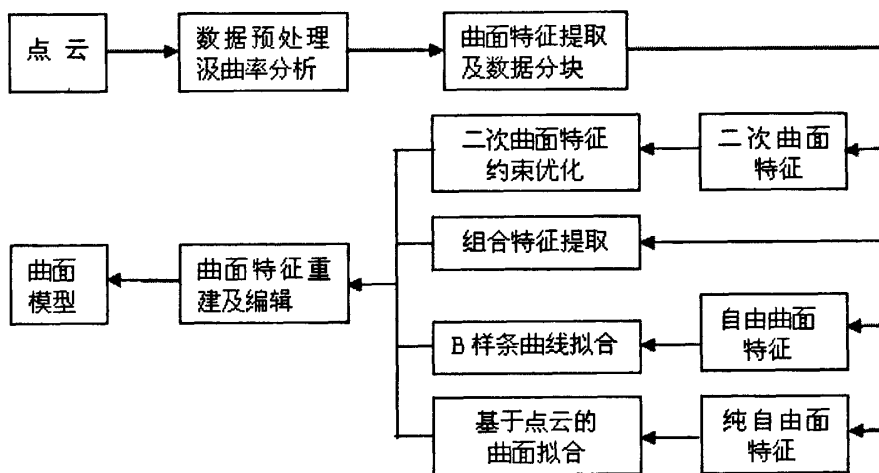 点云
数据预处理
汲曲率分析
曲面特征提取
及数据分块
二次曲面特征
约束优化
二次曲面
特征
组合特征提取
曲面
模型
曲面特征重
建及编辑
B样条曲线拟合
自由曲面
特征
基于点云的
曲面拟合
纯自由面
特征